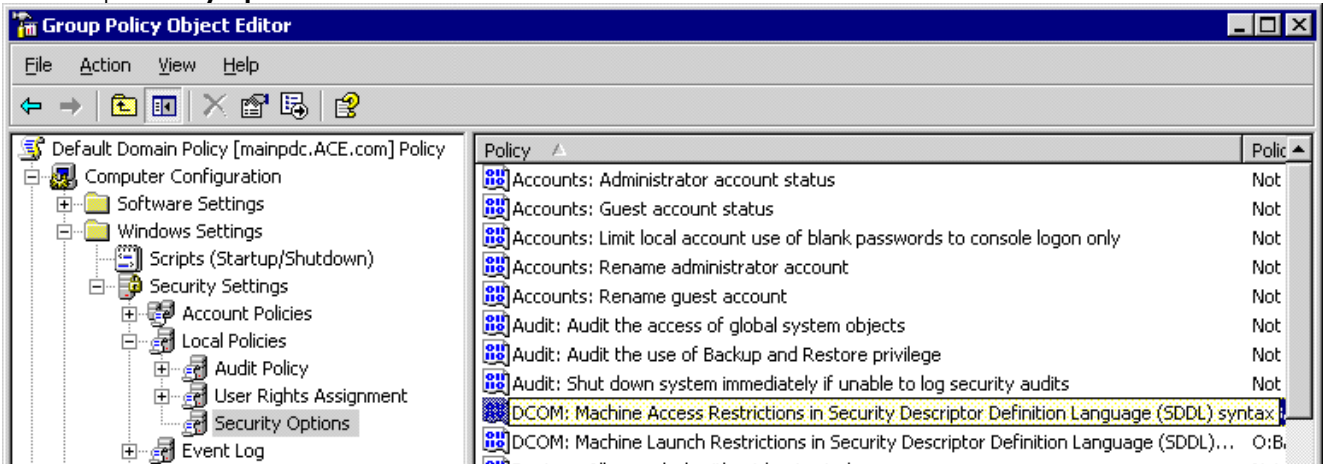 Group Policy Object Editor
File Action View Help
Default Domain Policy [mainpdc.ACE.com] Policy
Computer Configuration
Software Settings
Windows Settings
Scripts (Startup/Shutdown)
Security Settings
Account Policies
Local Policies
Audit Policy
User Rights Assignment
Security Options
Event Log
Policy Polic
Accounts: Administrator account status Not
Accounts: Guest account status Not
Accounts: Limit local account use of blank passwords to console logon only Not
Accounts: Rename administrator account Not
Accounts: Rename guest account Not
Audit: Audit the access of global system objects Not
Audit: Audit the use of Backup and Restore privilege Not
Audit: Shut down system immediately if unable to log security audits Not
DCOM: Machine Access Restrictions in Security Descriptor Definition Language (SDDL) syntax
DCOM: Machine Launch Restrictions in Security Descriptor Definition Language (SDDL)... O:B